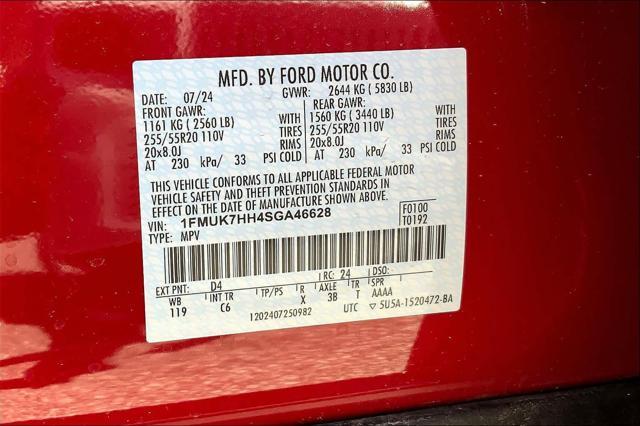 MFD. BY FORD MOTOR CO.
DATE: 07/24 GVWR: 2644 KG ( 5830 LB)
FRONT GAWR: REAR GAWR:
1161 KG ( 2560 LB) WITH 1560 KG ( 3440 LB) WITH
255/55R20 110V TIRES 255/55R20 110V TIRES
20x8.0J RIMS 20x8.0J RIMS
AT 230 kPa/ 33 PSI COLD AT 230 kPa/ 33 PSI COLD
THIS VEHICLE CONFORMS TO ALL APPLICABLE FEDERAL MOTOR
VEHICLE SAFETY AND THEFT PREVENTION STANDARDS IN
EFFECT ON THE DATE OF MANUFACTURE SHOWN ABOVE.
VIN: 1FMUK7HH4SGA46628 F0100
TYPE: MPV T0192
EXT PNT: D4 RC: 24 DSO:
WB INT TR TP/PS R AXLE TR SPR
119 C6 X 3B T AAAA
1202407250982 UTC ▽ 5U5A-1520472-BA